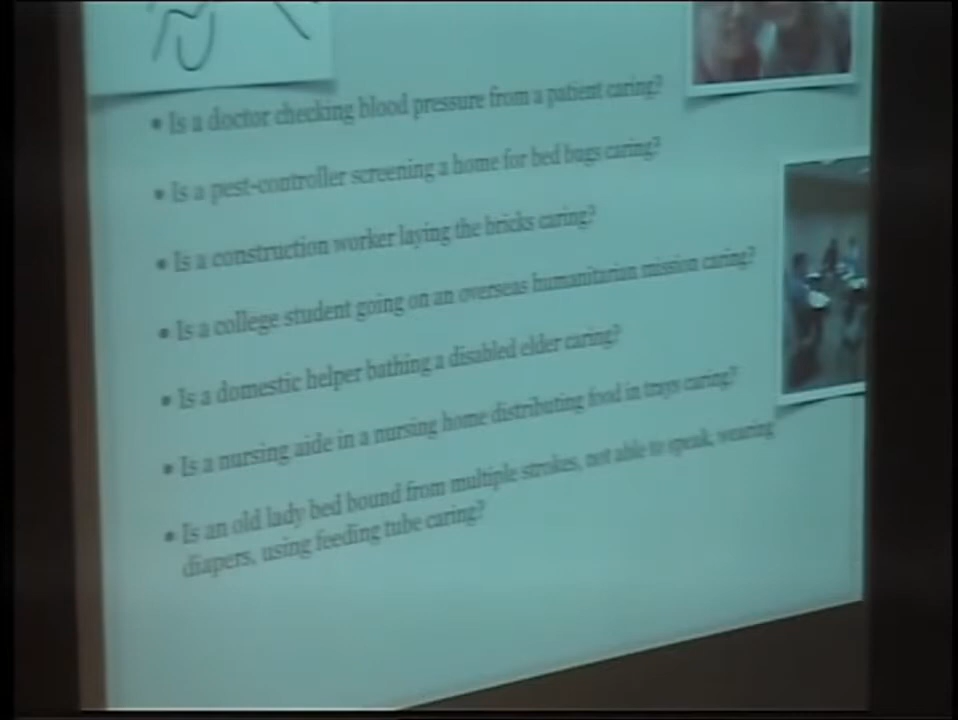 • Is a doctor checking blood pressure from a patient caring?
• Is a pest-controller screening a home for bed bugs caring?
• Is a construction worker laying the bricks caring?
• Is a college student going on an overseas humanitarian mission caring?
• Is a domestic helper bathing a disabled elder caring?
• Is a nursing aide in a nursing home distributing food in trays caring?
• Is an old lady bed bound from multiple strokes, not able to speak, wearing
diapers, using feeding tube caring?